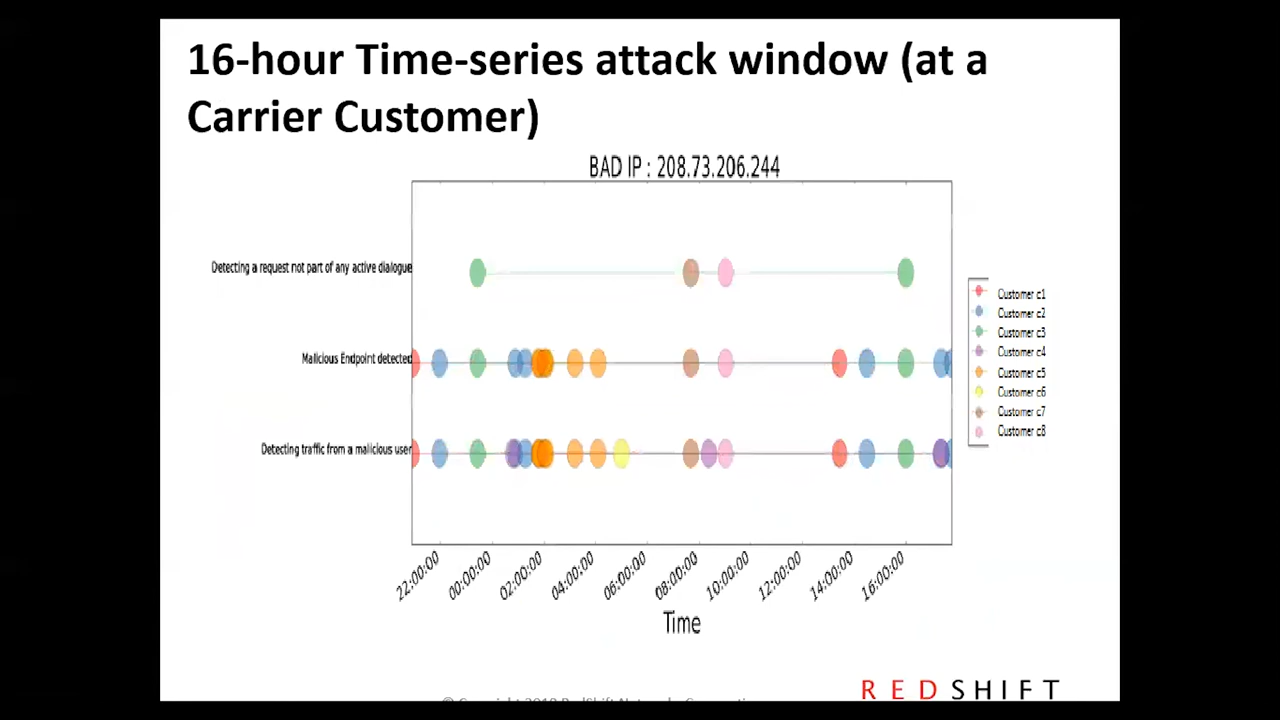 16-hour Time-series attack window (at a
Carrier Customer)
BAD IP : 208.73.206.244
Detecting a request not part of any active dialogue
Malicious Endpoint detected
Detecting traffic from a malicious user
Customer c1
Customer c2
Customer c3
Customer c4
Customer c5
Customer c6
Customer c7
Customer c8
22:00:00 00:00:00 02:00:00 04:00:00 06:00:00 08:00:00 10:00:00 12:00:00 14:00:00 16:00:00
Time
REDSHIFT